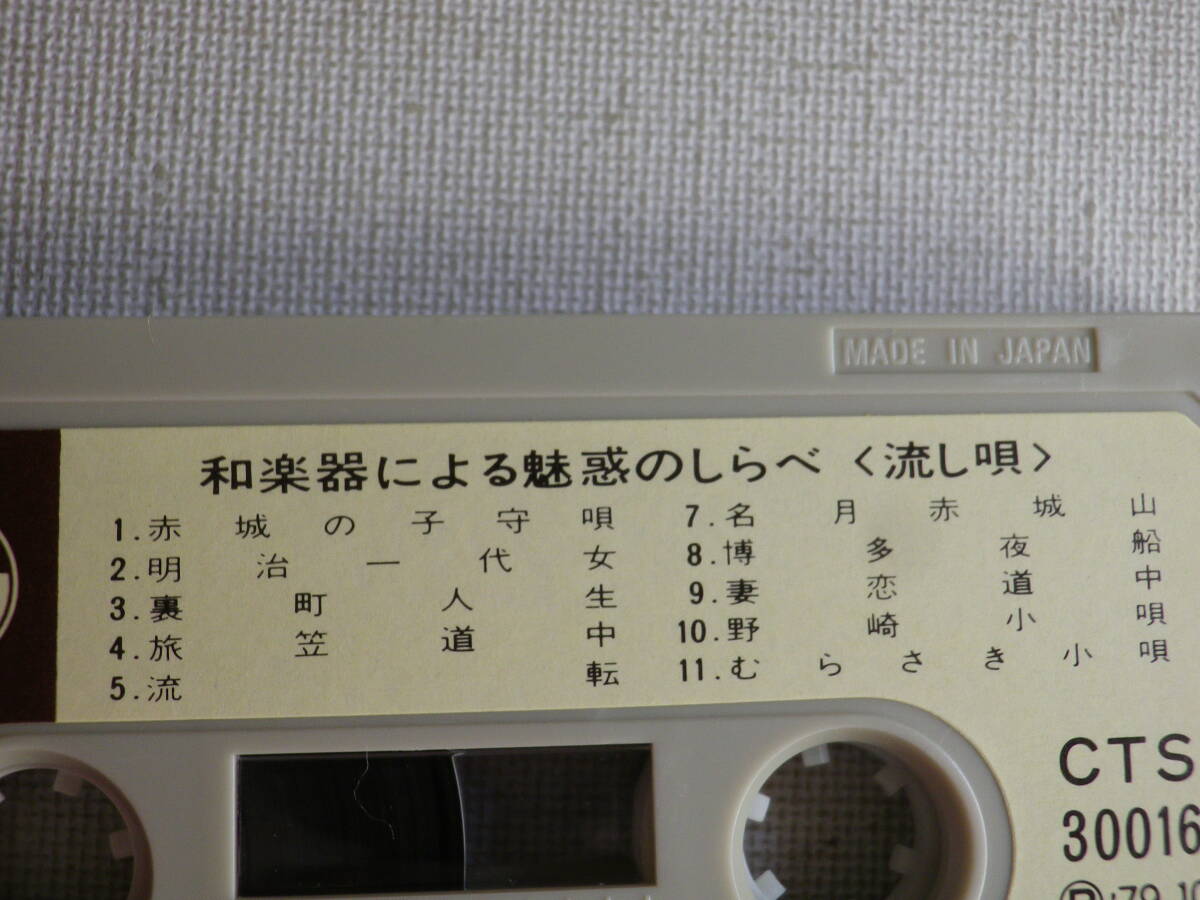 MADE IN JAPAN
和楽器による魅惑のしらべ〈流し唄〉
1.赤城の子守唄
2.明治一代女
3.裏町人生
4.旅笠道中
5.流転
7.名月赤城山
8.博多夜船
9.妻恋道中
10.野崎小唄
11.むらさき小唄
CTS
30016
Ⓟ'79.10